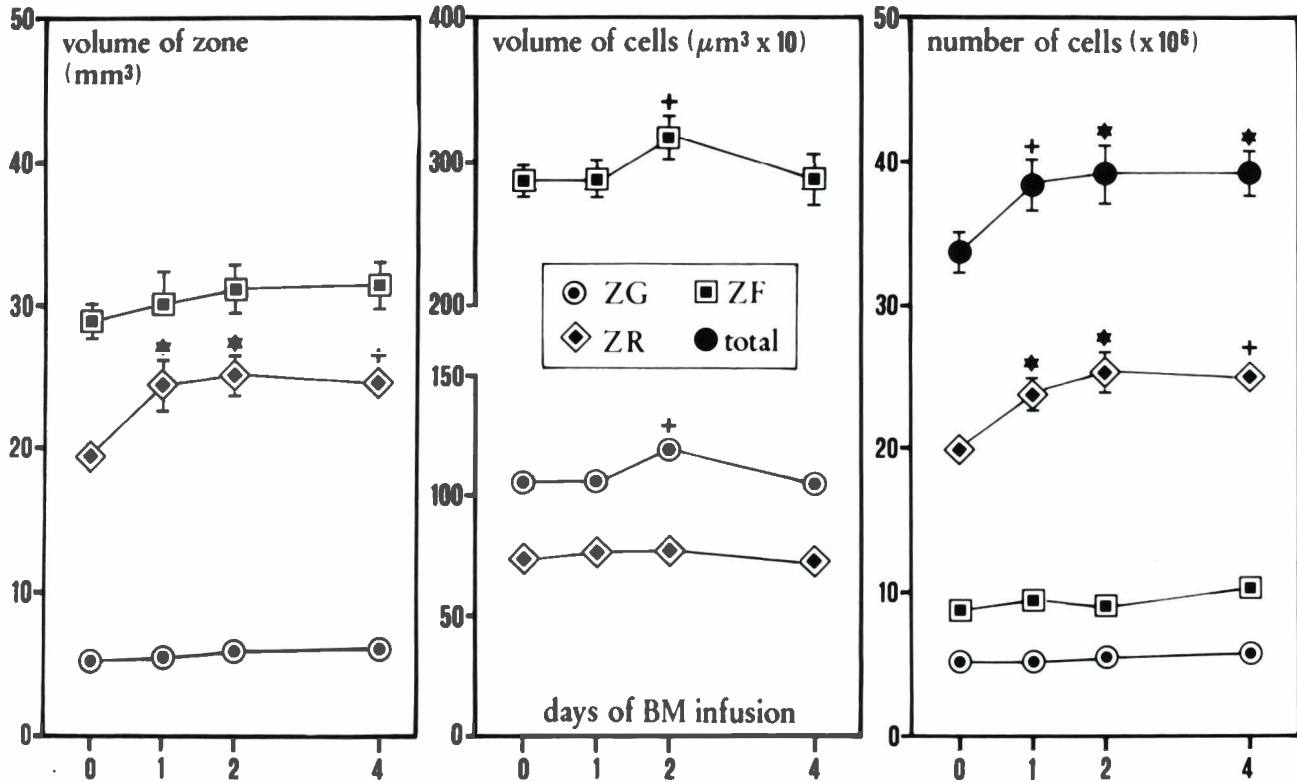 50
40
30
20
10
0
volume of zone
(mm³)
0 1 2 4
400
300
200
150
100
50
0
volume of cells (μm³ x 10)
ZG ZF
ZR total
days of BM infusion
0 1 2 4
50
40
30
20
10
0
number of cells (x 10⁶)
0 1 2 4